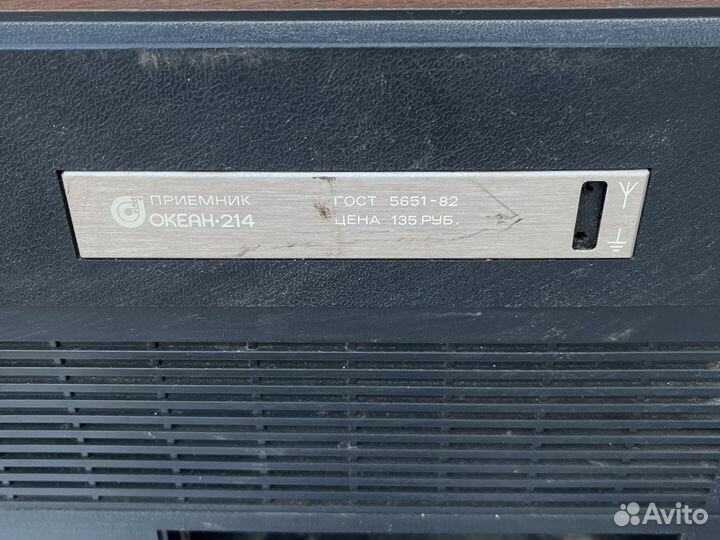 ПРИЕМНИК
ОКЕАН·214
ГОСТ 5651-82
ЦЕНА 135 РУБ.
Avito